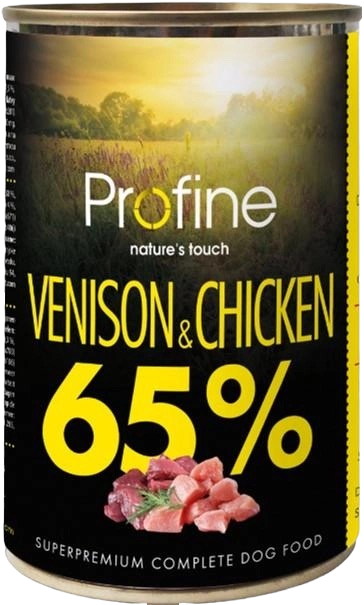 Profine
nature's touch
VENISON & CHICKEN
65%
SUPERPREMIUM COMPLETE DOG FOOD